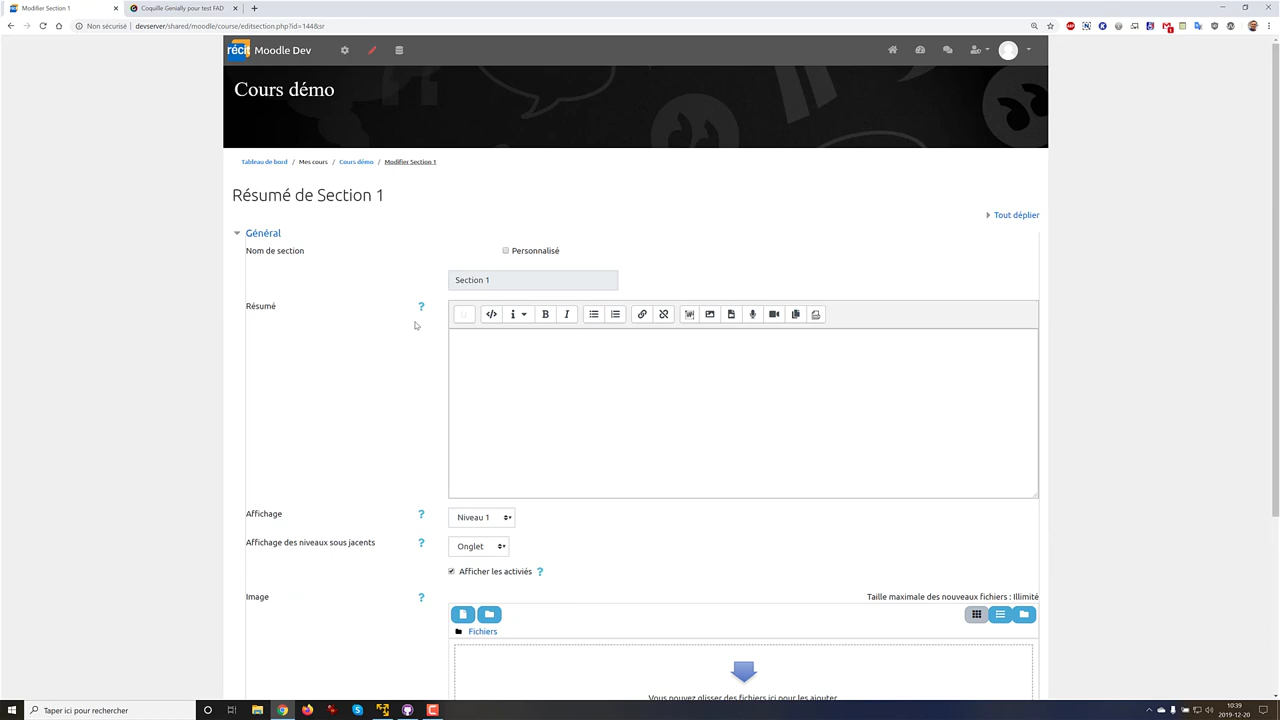 Modifier Section 1
Coquille Genially pour test FAD
Non sécurisé
devserver/shared/moodle/course/editsection.php?id=144&sr
récit Moodle Dev
Cours démo
Tableau de bord / Mes cours / Cours démo / Modifier Section 1
Résumé de Section 1
Tout déplier
Général
Nom de section
Personnalisé
Section 1
Résumé
Affichage
Niveau 1
Affichage des niveaux sous jacents
Onglet
Afficher les activiés
Image
Taille maximale des nouveaux fichiers : Illimité
Fichiers
Vous pouvez glisser des fichiers ici pour les ajouter.
Taper ici pour rechercher
10:39
2019-12-20